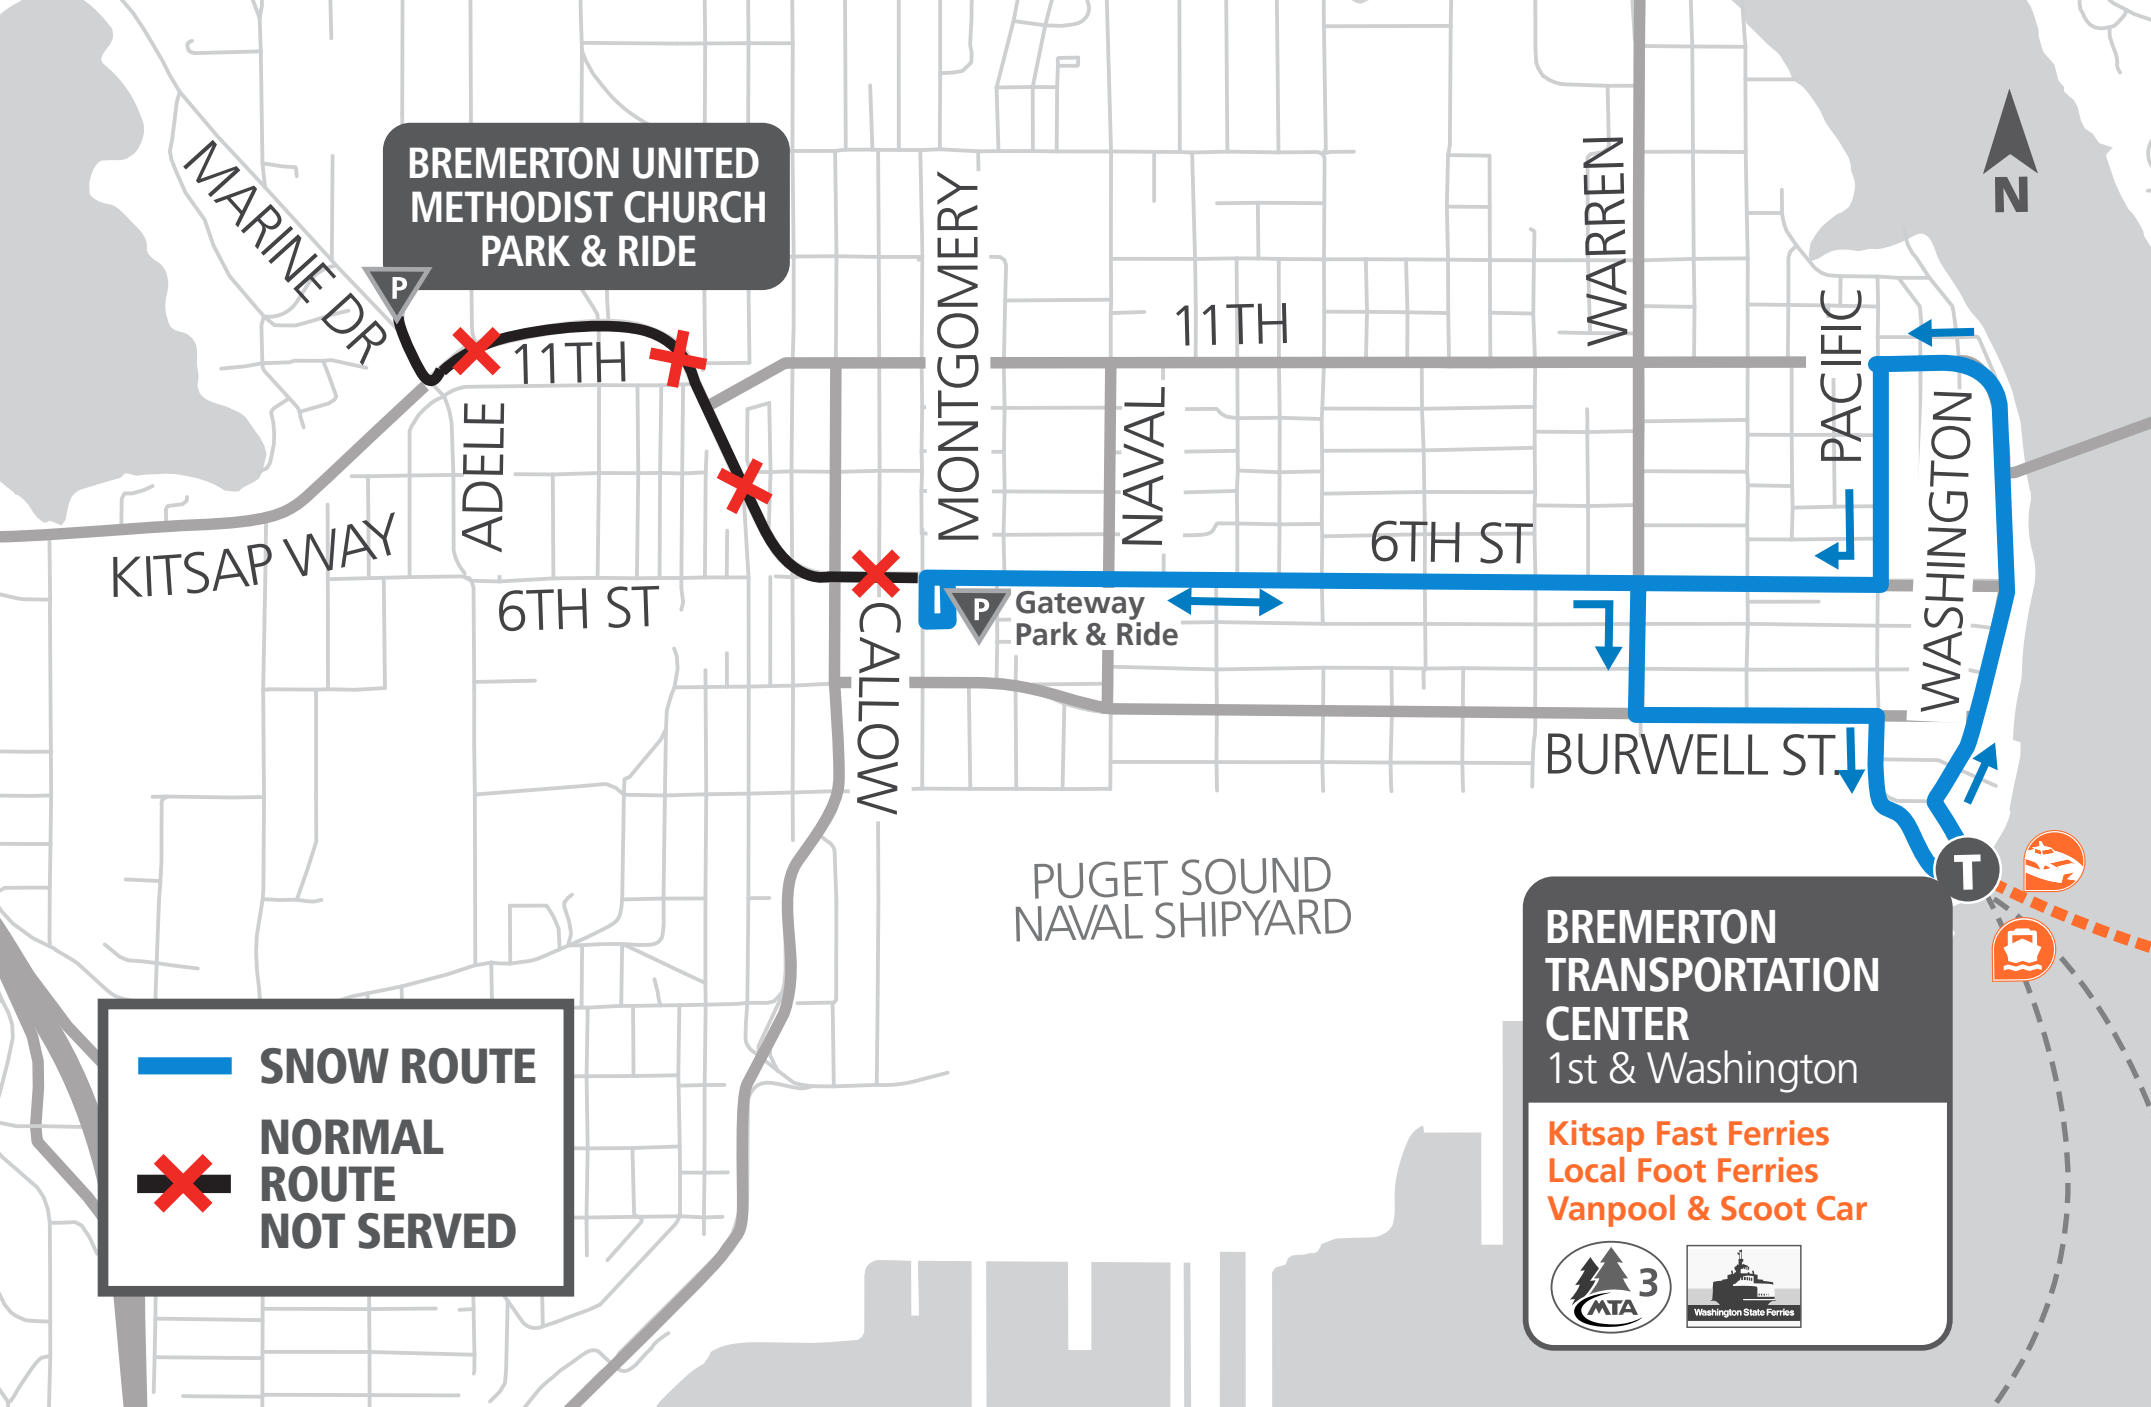 BREMERTON UNITED
METHODIST CHURCH
PARK & RIDE
P
MARINE DR
11TH
ADELE
KITSAP WAY
6TH ST
CALLOW
MONTGOMERY
11TH
NAVAL
6TH ST
WARREN
PACIFIC
WASHINGTON
N
P
Gateway
Park & Ride
BURWELL ST.
PUGET SOUND
NAVAL SHIPYARD
T
BREMERTON
TRANSPORTATION
CENTER
1st & Washington
Kitsap Fast Ferries
Local Foot Ferries
Vanpool & Scoot Car
MTA 3
Washington State Ferries
SNOW ROUTE
NORMAL
ROUTE
NOT SERVED